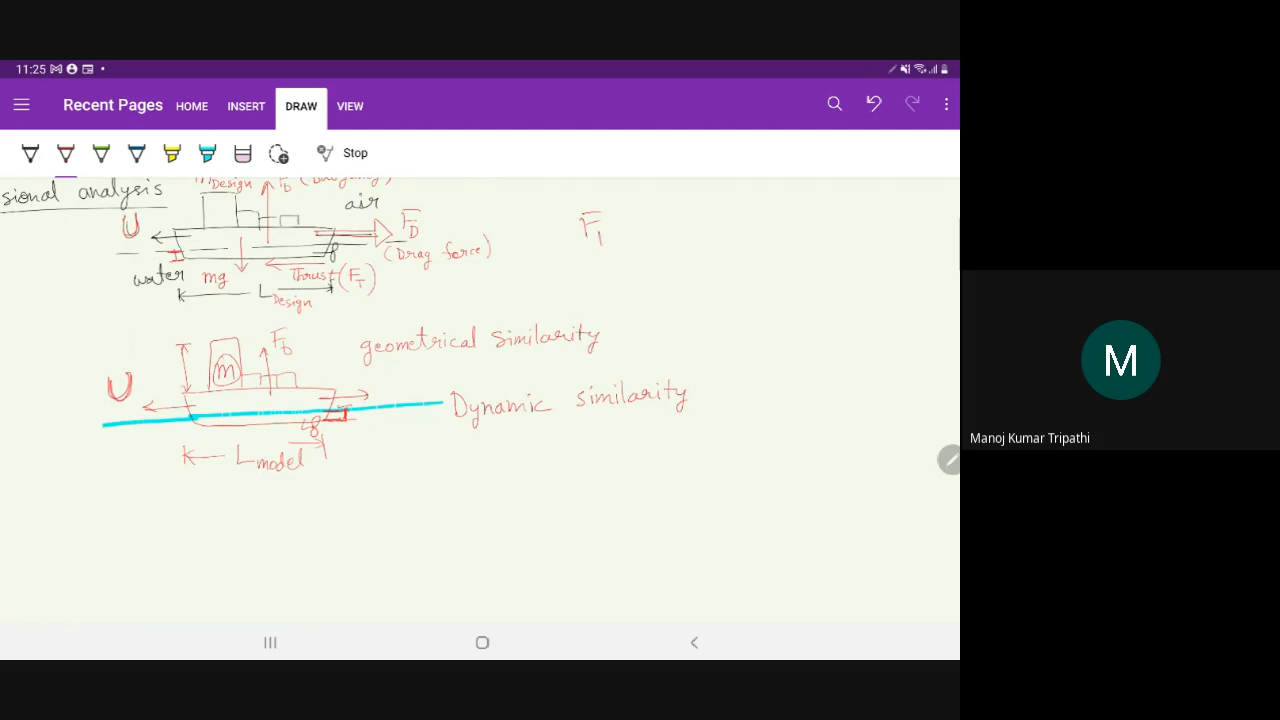 11:25
Recent Pages HOME INSERT DRAW VIEW
Stop
sional analysis
Design
air
U
F_D
(Drag force)
F_1
water mg Thrust (F_T)
L_Design
geometrical similarity
F_b
m
U
Dynamic similarity
L_model
M
Manoj Kumar Tripathi